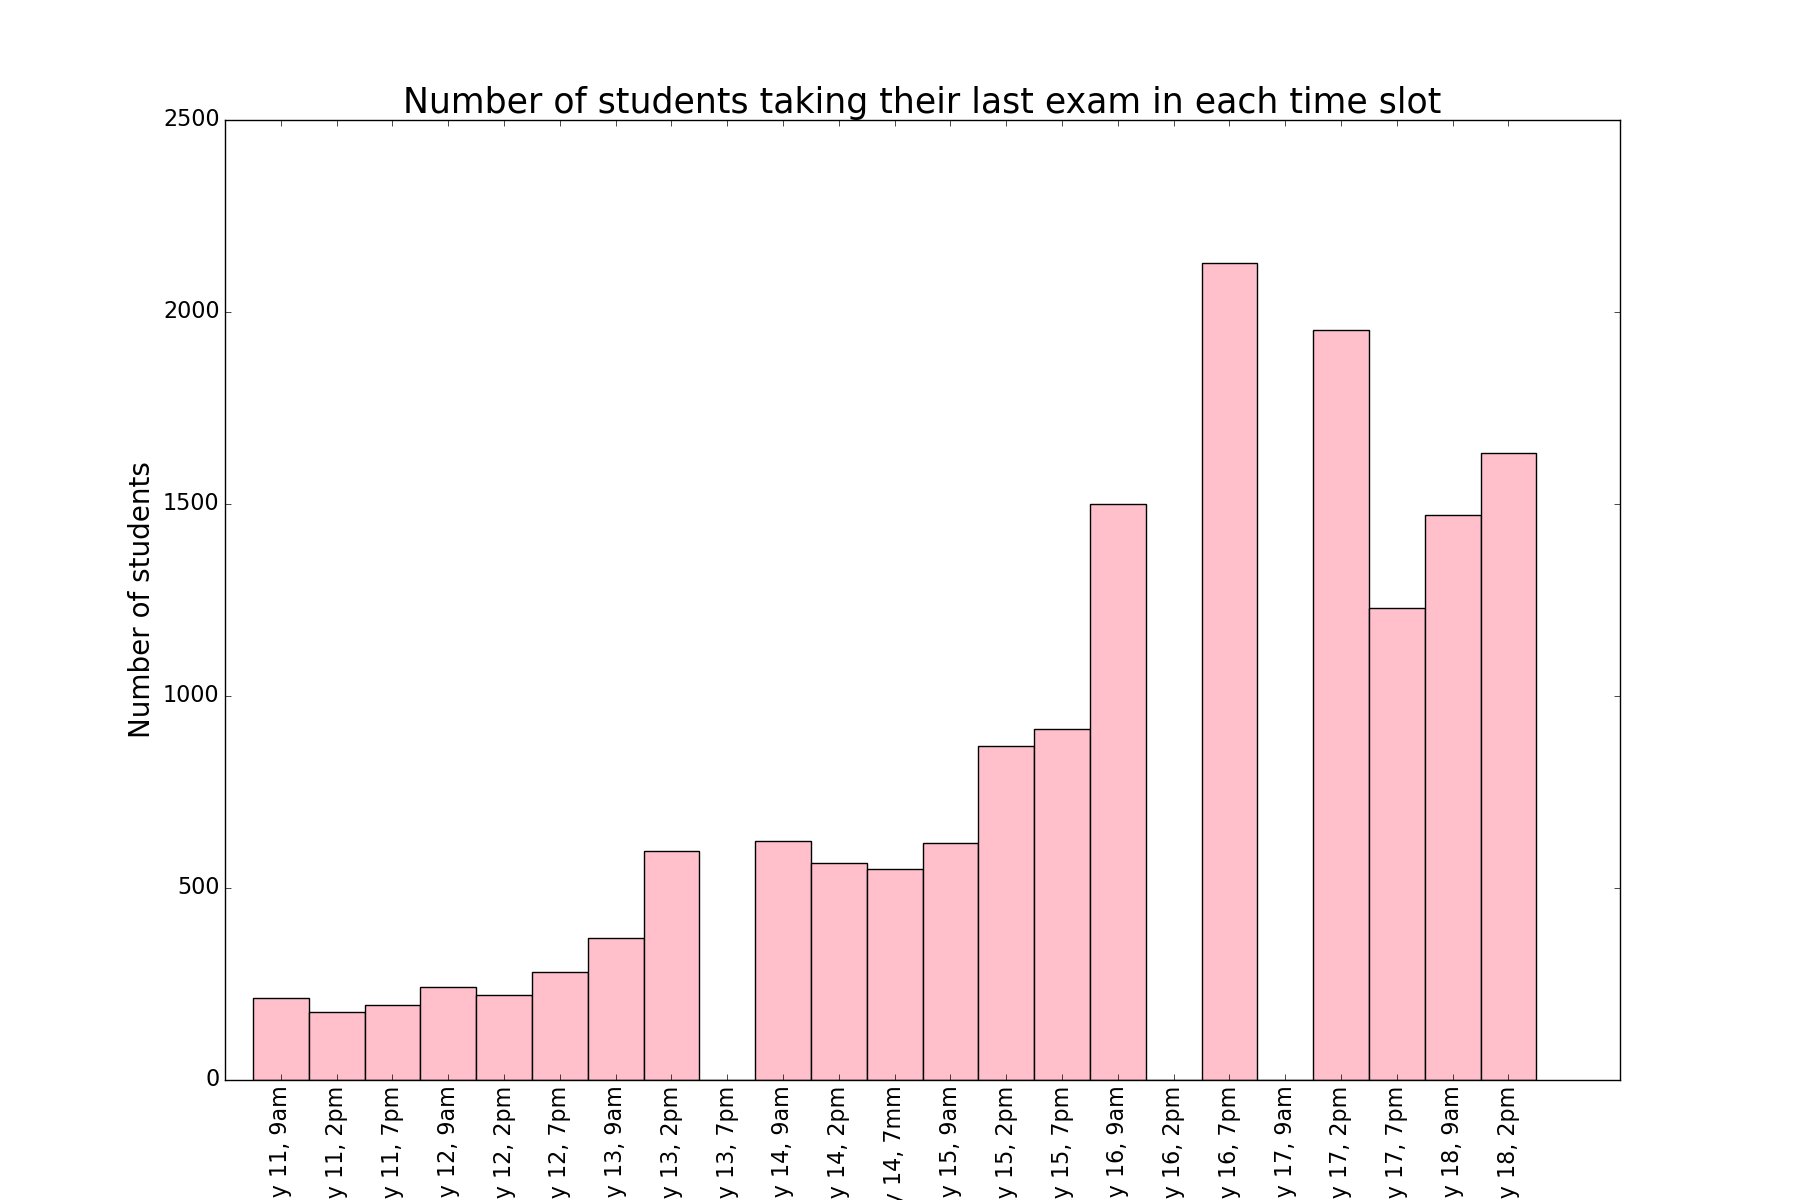 Number of students taking their last exam in each time slot
Number of students
2500
2000
1500
1000
500
0
y 11, 9am
y 11, 2pm
y 11, 7pm
y 12, 9am
y 12, 2pm
y 12, 7pm
y 13, 9am
y 13, 2pm
y 13, 7pm
y 14, 9am
y 14, 2pm
y 14, 7mm
y 15, 9am
y 15, 2pm
y 15, 7pm
y 16, 9am
y 16, 2pm
y 16, 7pm
y 17, 9am
y 17, 2pm
y 17, 7pm
y 18, 9am
y 18, 2pm